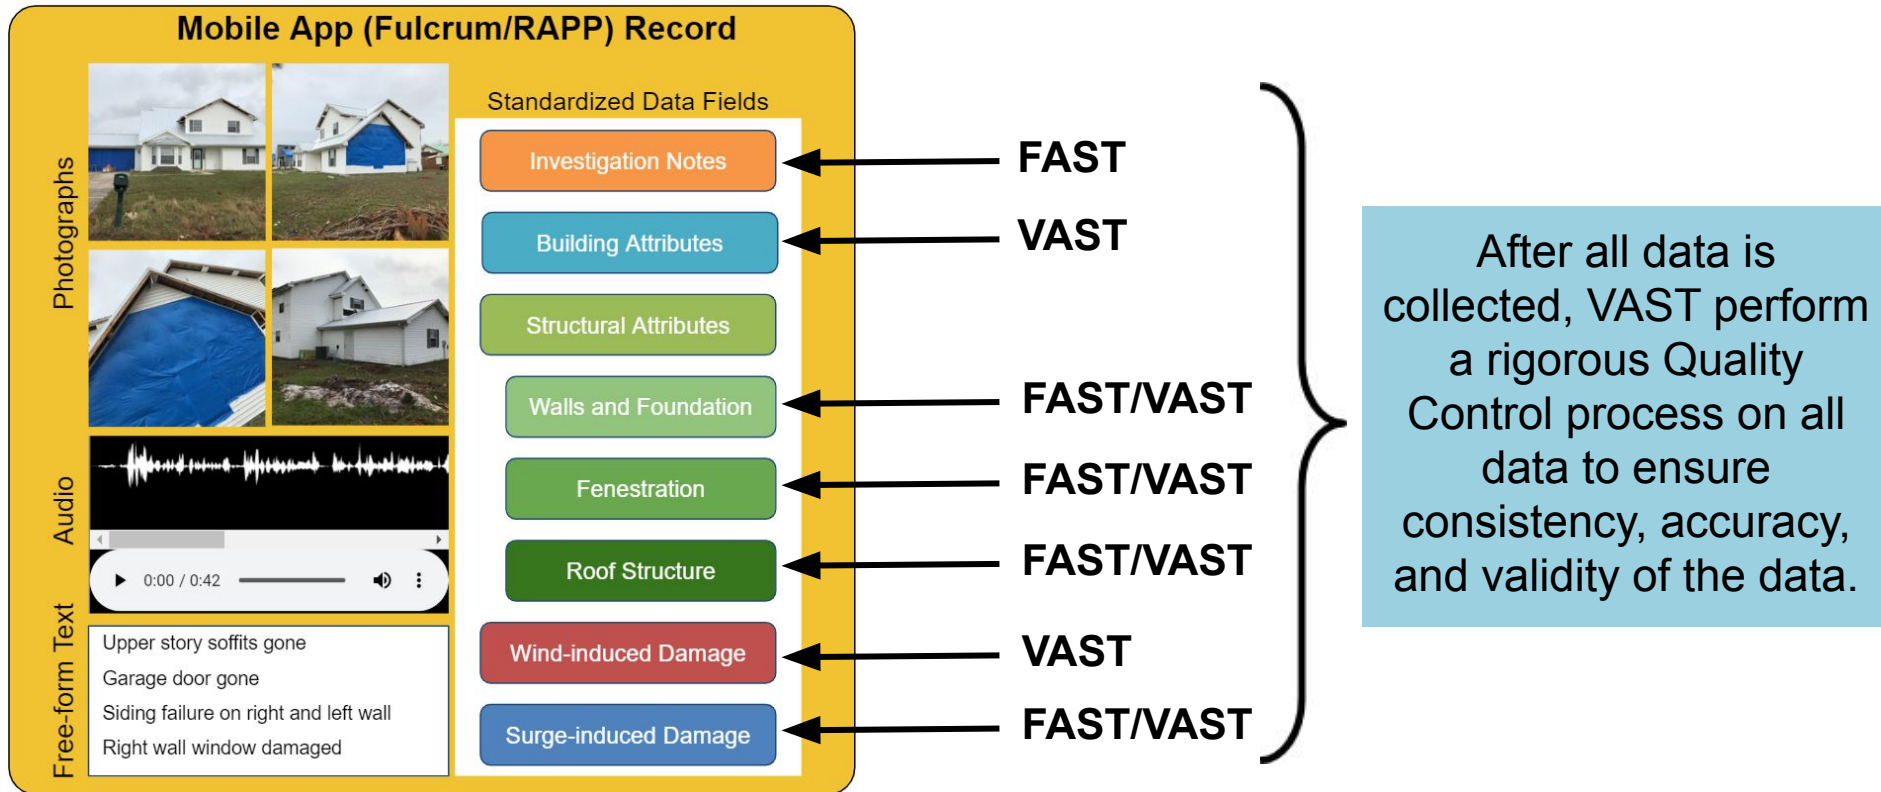 Mobile App (Fulcrum/RAPP) Record
Photographs
Audio
0:00 / 0:42
Free-form Text
Upper story soffits gone
Garage door gone
Siding failure on right and left wall
Right wall window damaged
Standardized Data Fields
Investigation Notes
Building Attributes
Structural Attributes
Walls and Foundation
Fenestration
Roof Structure
Wind-induced Damage
Surge-induced Damage
FAST
VAST
FAST/VAST
FAST/VAST
FAST/VAST
VAST
FAST/VAST
After all data is
collected, VAST perform
a rigorous Quality
Control process on all
data to ensure
consistency, accuracy,
and validity of the data.